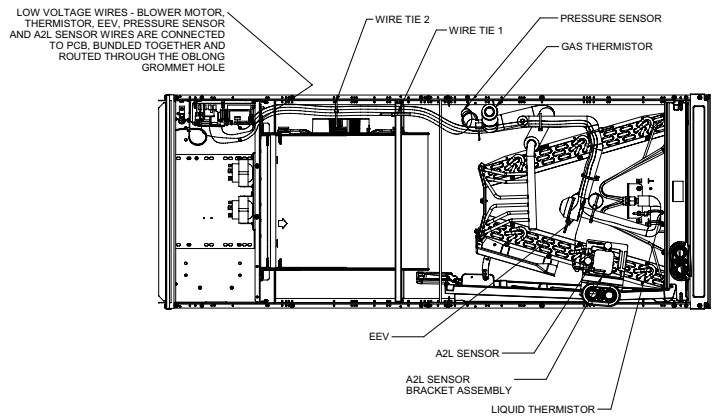 LOW VOLTAGE WIRES - BLOWER MOTOR,
THERMISTOR, EEV, PRESSURE SENSOR
AND A2L SENSOR WIRES ARE CONNECTED
TO PCB, BUNDLED TOGETHER AND
ROUTED THROUGH THE OBLONG
GROMMET HOLE
WIRE TIE 2
WIRE TIE 1
PRESSURE SENSOR
GAS THERMISTOR
EEV
A2L SENSOR
A2L SENSOR
BRACKET ASSEMBLY
LIQUID THERMISTOR